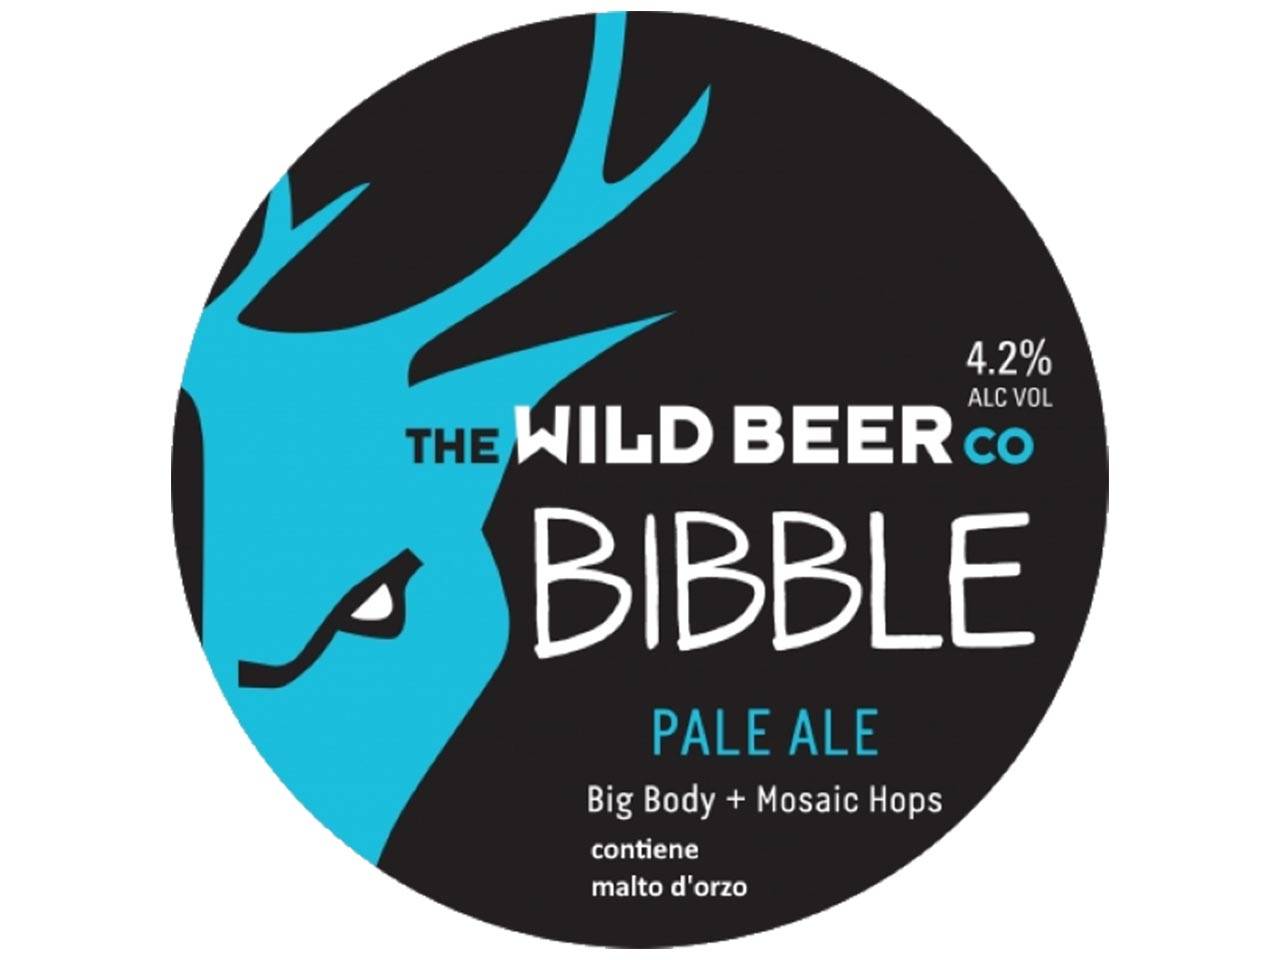 4.2%
ALC VOL
THE WILD BEER CO
BIBBLE
PALE ALE
Big Body + Mosaic Hops
contiene
malto d'orzo